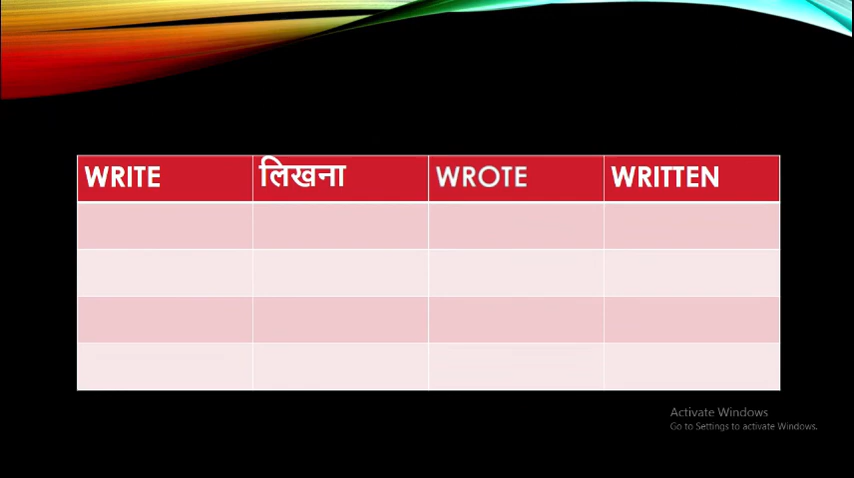 WRITE लिखना WROTE WRITTEN
Activate Windows
Go to Settings to activate Windows.